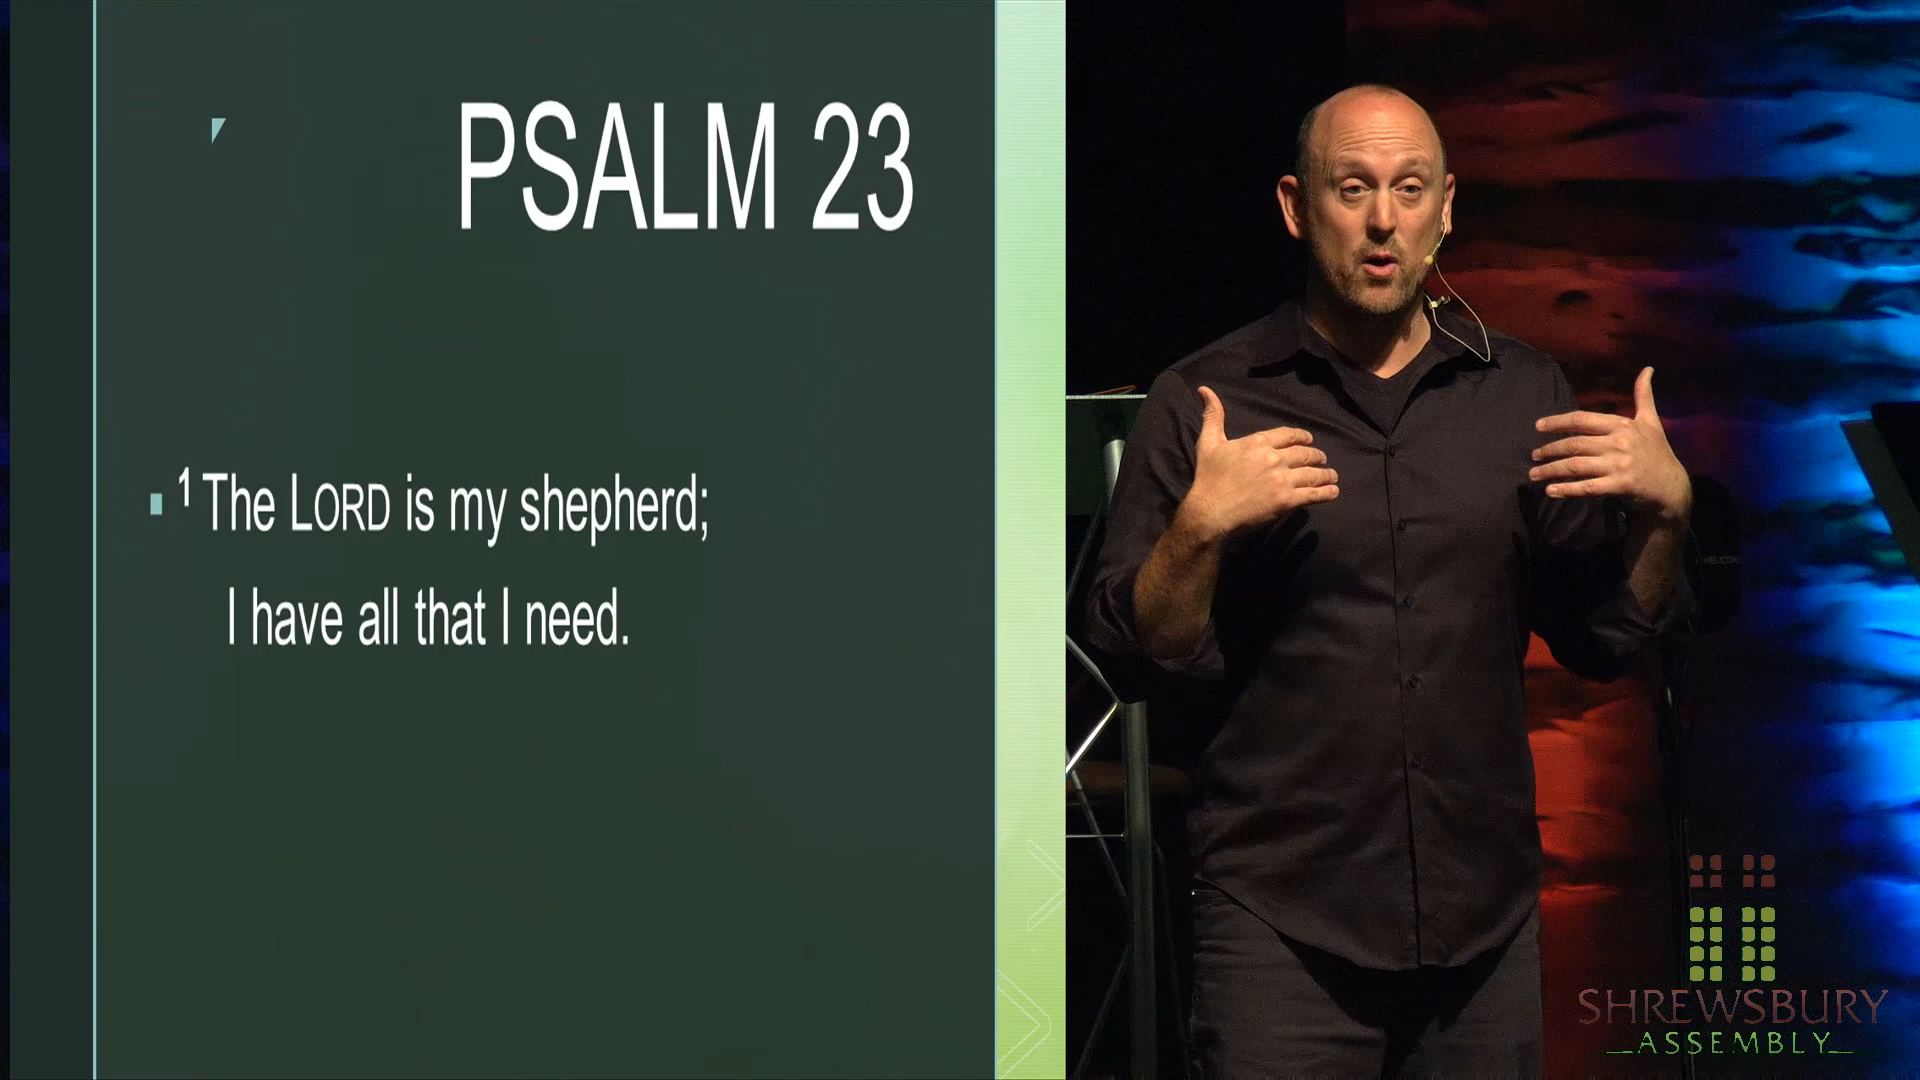 PSALM 23
1 The LORD is my shepherd;
I have all that I need.
SHREWSBURY
ASSEMBLY